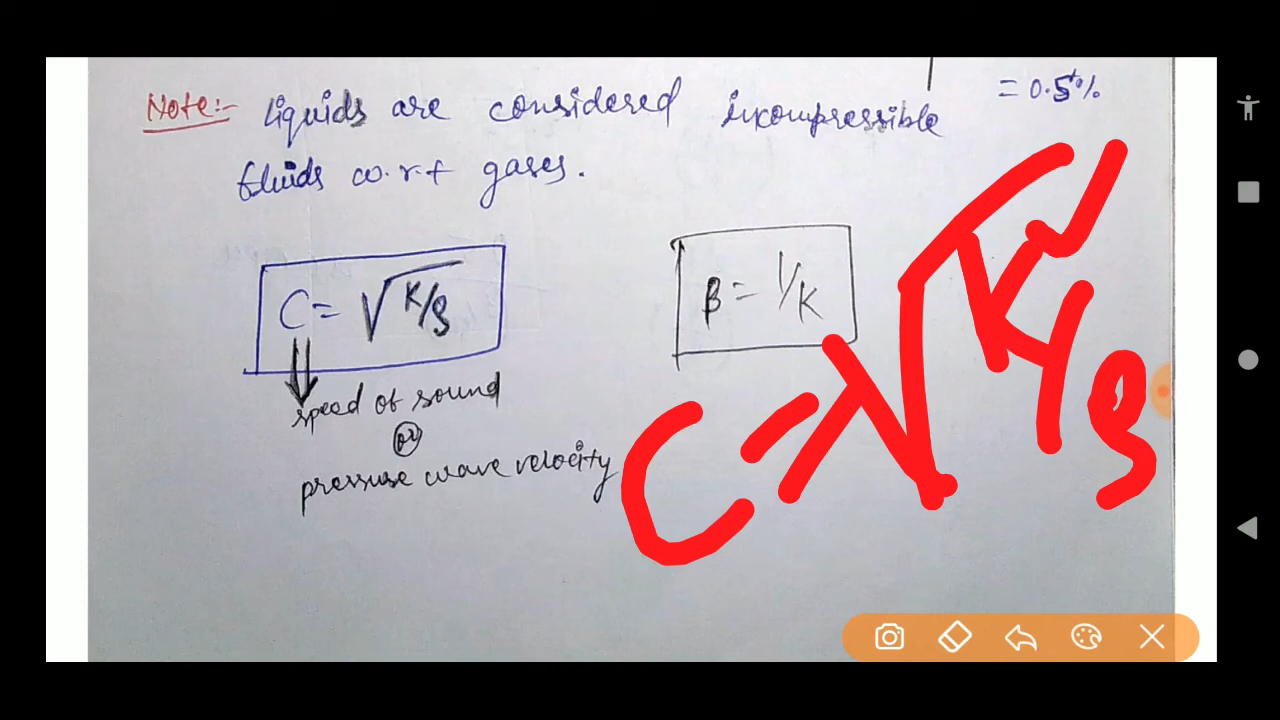 = 0.5%
Note:- Liquids are considered incompressible
fluids w.r.t gases.
C = √K/ρ
β = 1/K
speed of sound
(or)
pressure wave velocity
C = √K/ρ